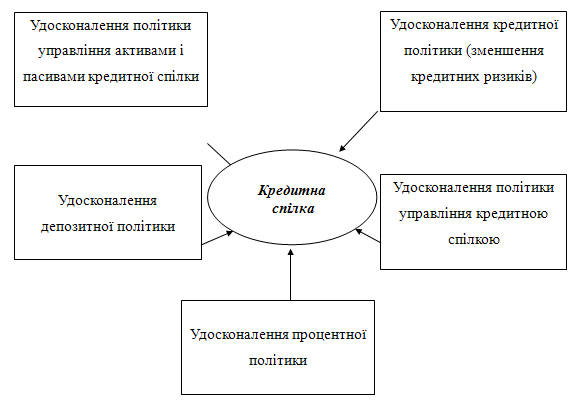 Удосконалення політики
управління активами і
пасивами кредитної спілки
Удосконалення кредитної
політики (зменшення
кредитних ризиків)
Кредитна
спілка
Удосконалення
депозитної політики
Удосконалення політики
управління кредитною
спілкою
Удосконалення процентної
політики